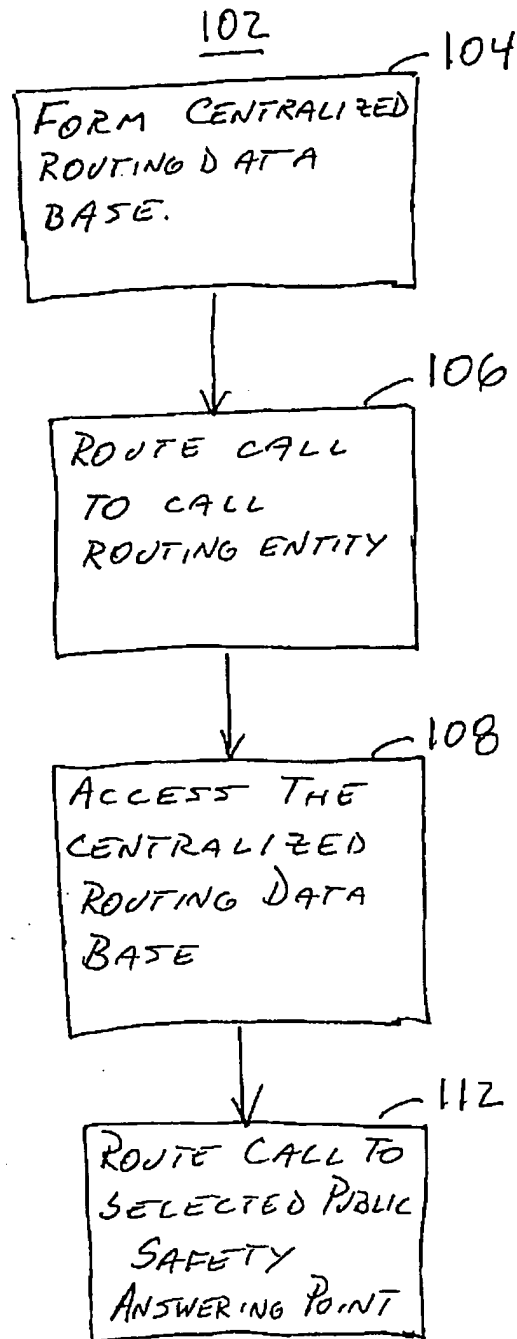 102
104
FORM CENTRALIZED
ROUTING DATA
BASE.
106
ROUTE CALL
TO CALL
ROUTING ENTITY
108
ACCESS THE
CENTRALIZED
ROUTING DATA
BASE
112
ROUTE CALL TO
SELECTED PUBLIC
SAFETY
ANSWERING POINT